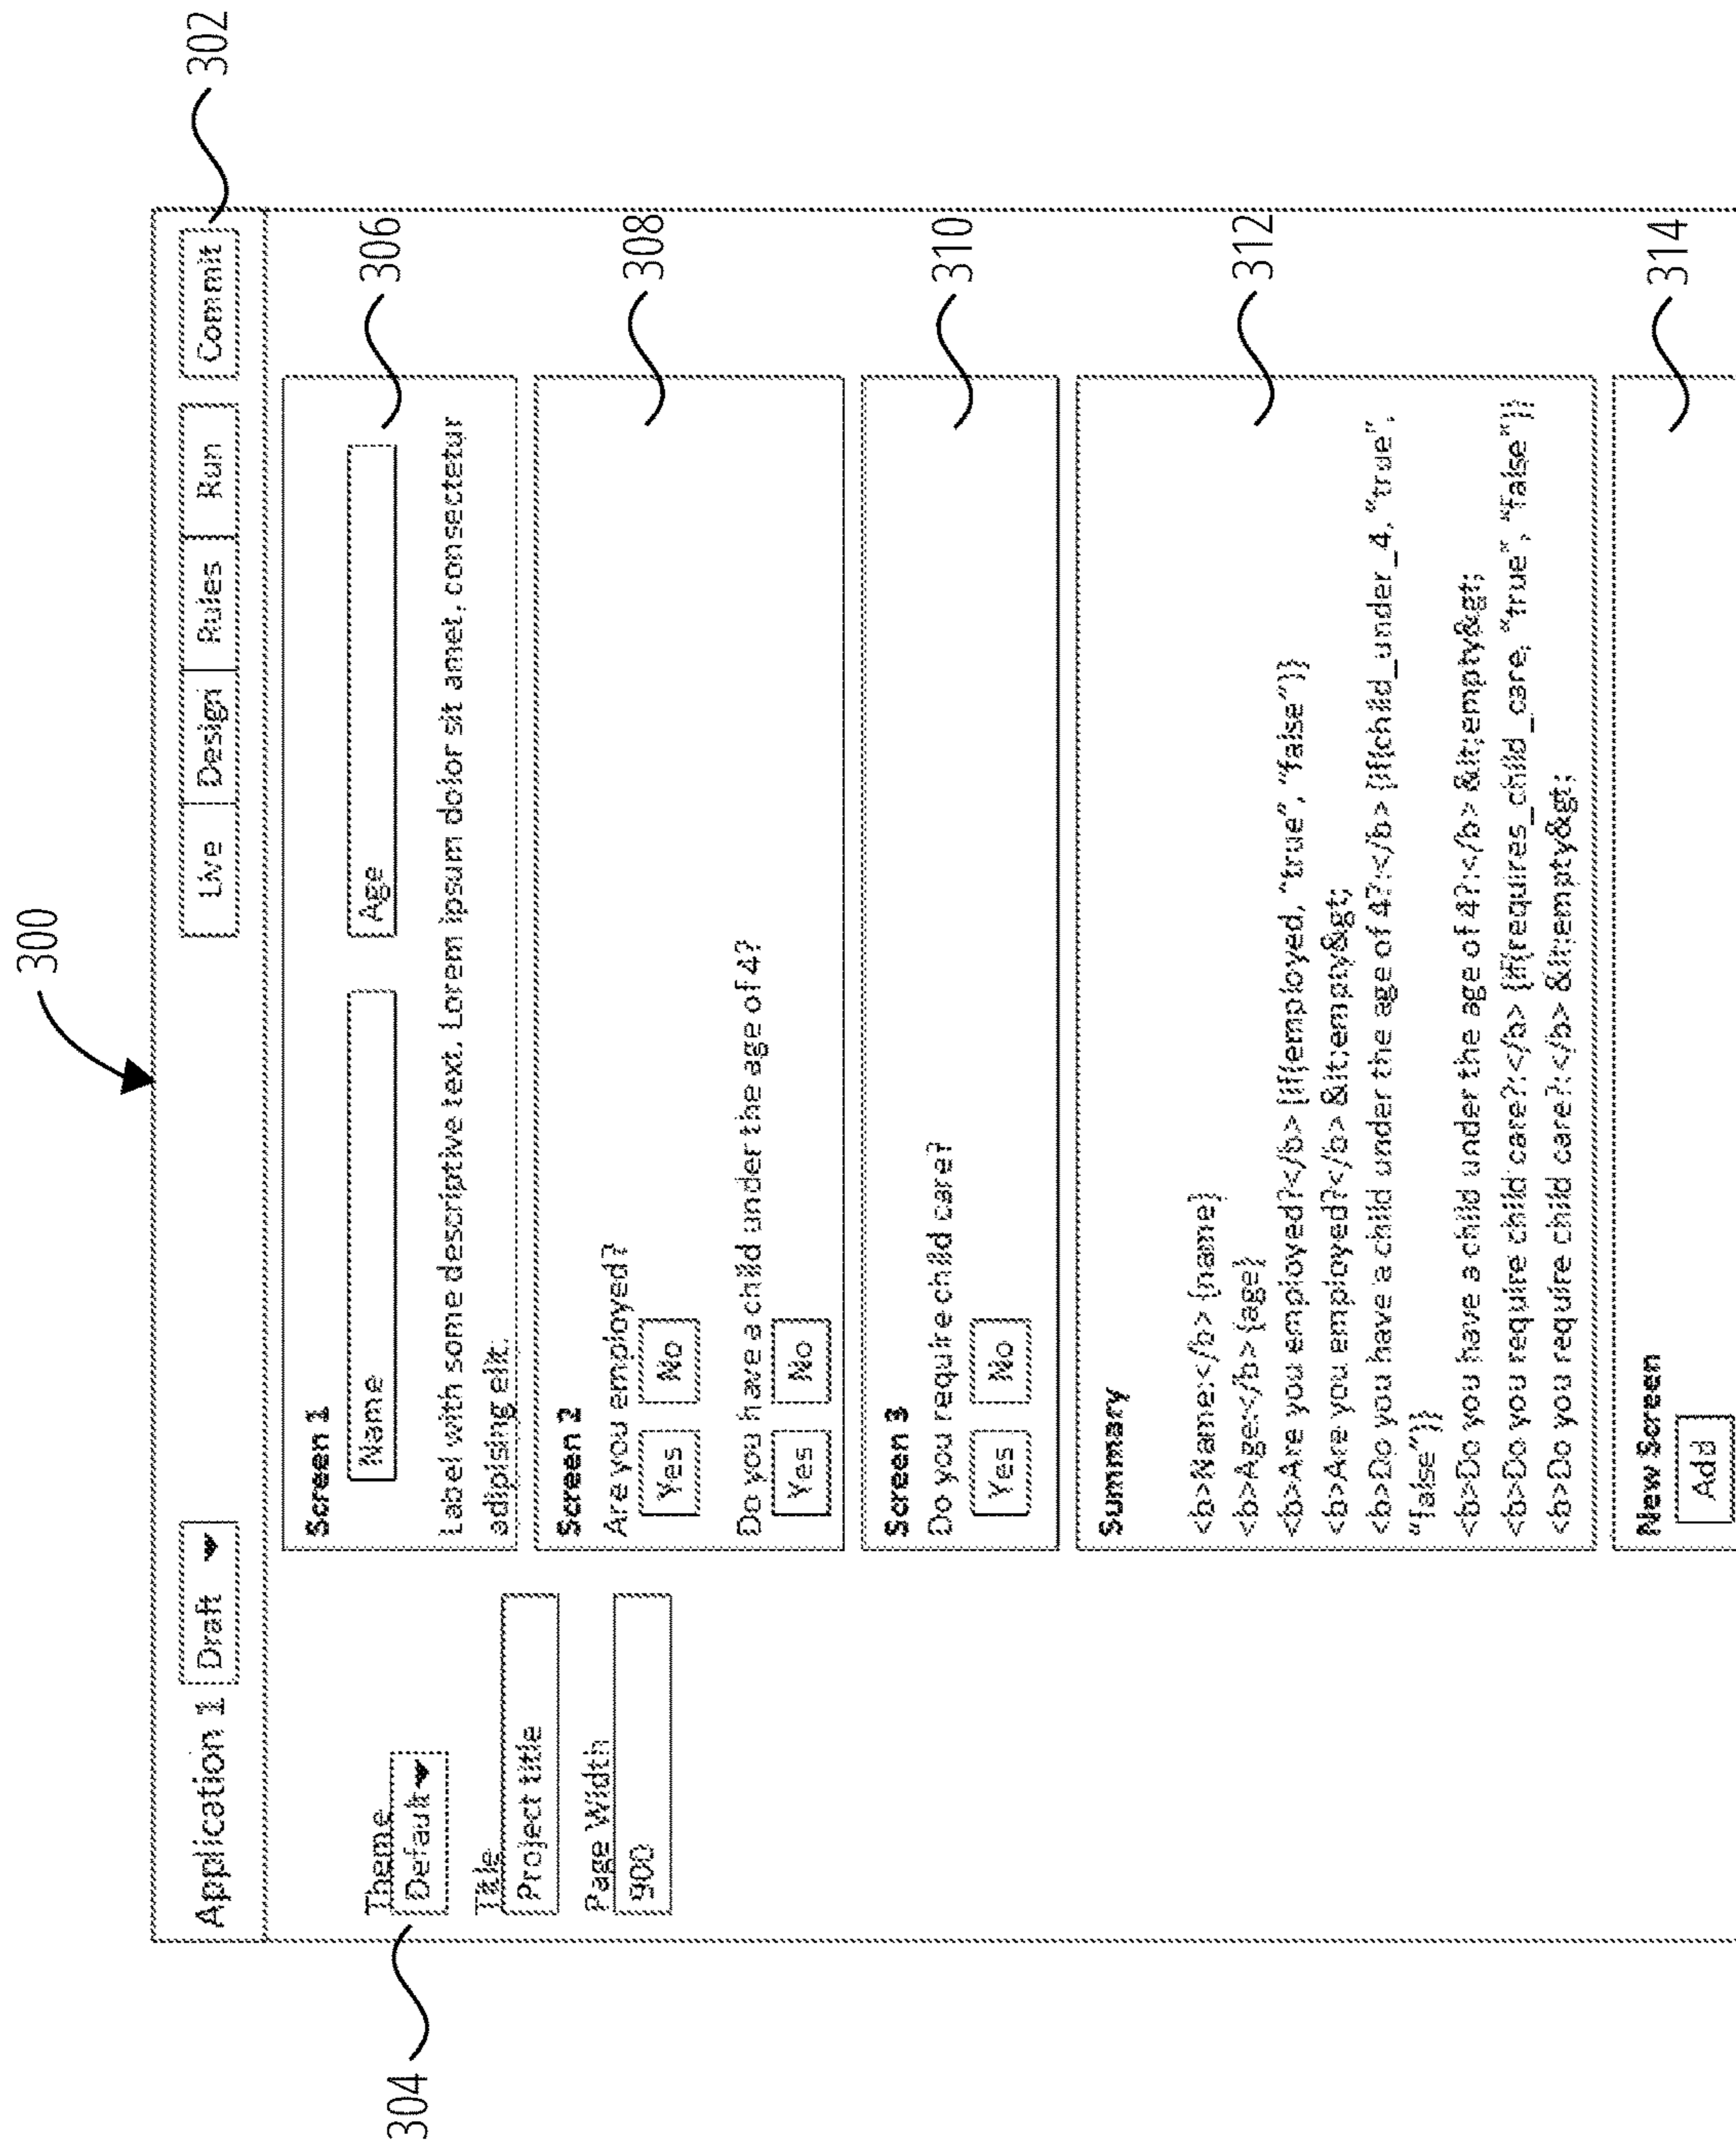 300
302
Application 1 Draft Live Design Rules Run Commit
304
Theme
Default
Title
Project title
Page Width
900
306
Screen 1
Name Age
Label with some descriptive text. Lorem ipsum dolor sit amet, consectetur
adipising elit.
308
Screen 2
Are you employed?
Yes No
Do you have a child under the age of 4?
Yes No
310
Screen 3
Do you require child care?
Yes No
312
Summary
<b>Name:</b> {name}
<b>Age:</b> {age}
<b>Are you employed?</b> {if(employed, "true", "false")}
<b>Are you employed?</b> &lt;empty&gt;
<b>Do you have a child under the age of 4?:</b> {if(child_under_4, "true",
"false")}
<b>Do you have a child under the age of 4?:</b> &lt;empty&gt;
<b>Do you require child care?:</b> {if(requires_child_care, "true", "false")}
<b>Do you require child care?:</b> &lt;empty&gt;
314
New Screen
Add